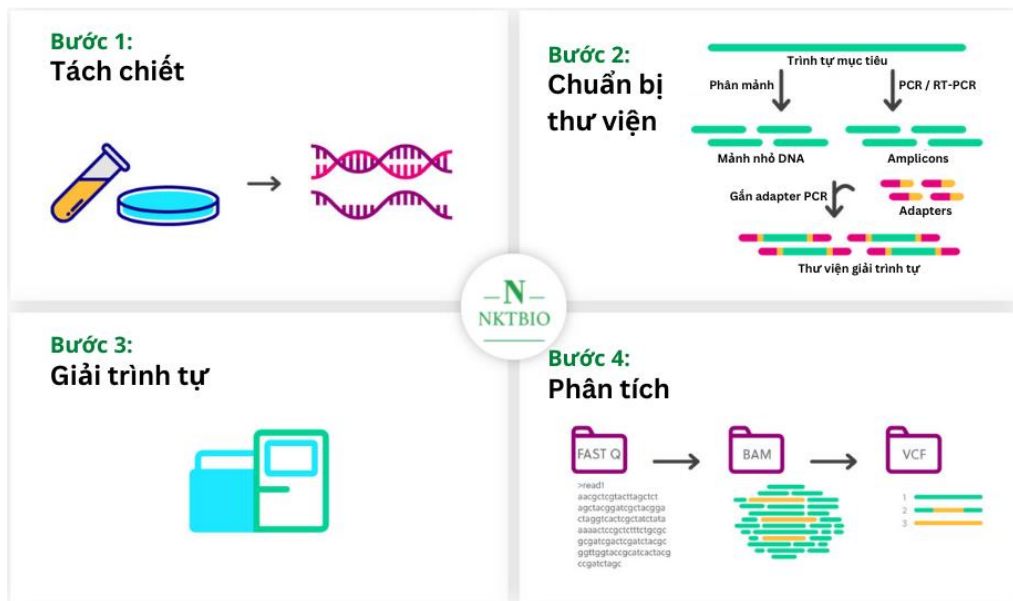 Bước 1:
Tách chiết
Bước 2:
Chuẩn bị
thư viện
Trình tự mục tiêu
Phân mảnh
PCR / RT-PCR
Mảnh nhỏ DNA
Amplicons
Gắn adapter PCR
Adapters
Thư viện giải trình tự
N
NKTBIO
Bước 3:
Giải trình tự
Bước 4:
Phân tích
FAST Q
BAM
VCF
>read1
aacgctcgtacttagctct
agctacggatcgctacgga
ctaggtcactcgctatctata
aaaactccgctctttctgcgc
gcgatcgactcgatctacgc
ggttggtaccgcatcactacg
ccgatctagc
1
2
3